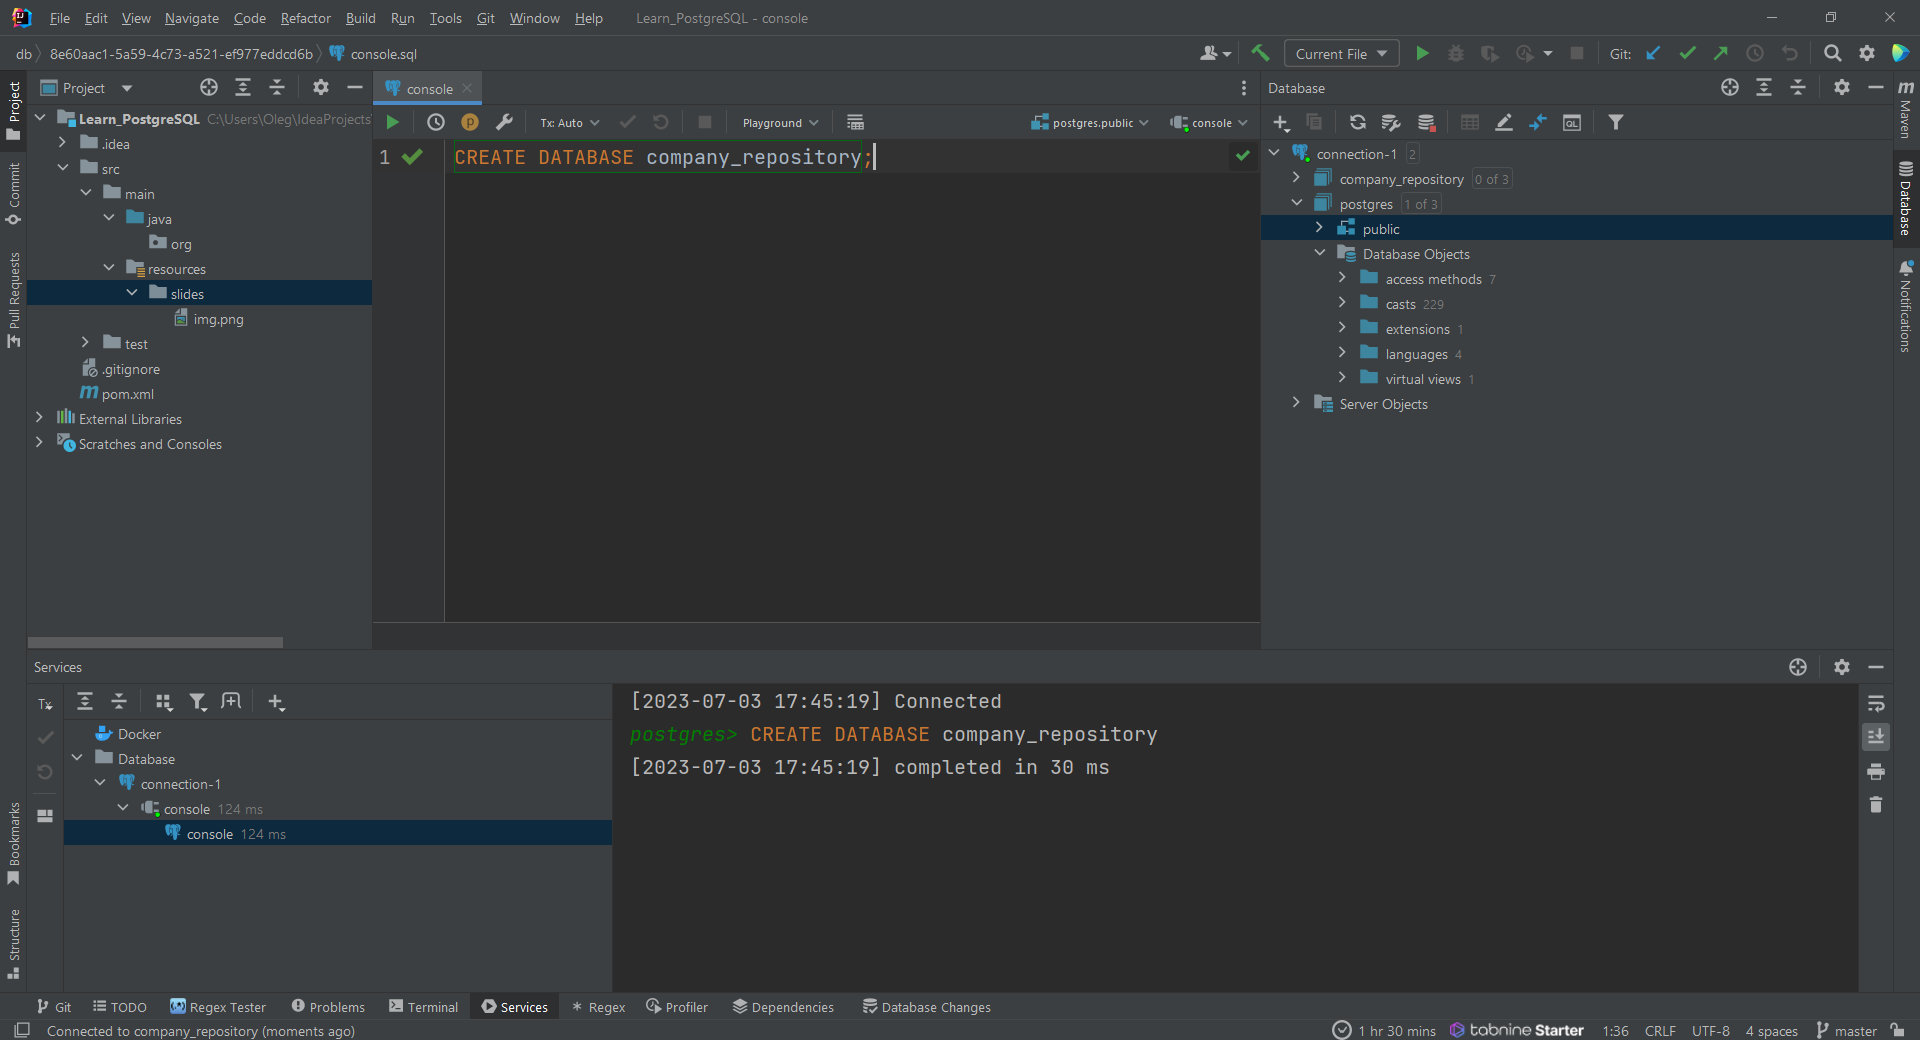 File Edit View Navigate Code Refactor Build Run Tools Git Window Help Learn_PostgreSQL - console
db 8e60aac1-5a59-4c73-a521-ef977eddcd6b console.sql Current File Git:
Project console Database
Tx: Auto Playground postgres.public console
Learn_PostgreSQL C:\Users\Oleg\IdeaProjects
.idea
src
main
java
org
resources
slides
img.png
test
.gitignore
pom.xml
External Libraries
Scratches and Consoles
1 CREATE DATABASE company_repository;
connection-1 2
company_repository 0 of 3
postgres 1 of 3
public
Database Objects
access methods 7
casts 229
extensions 1
languages 4
virtual views 1
Server Objects
Project
Commit
Pull Requests
Bookmarks
Structure
Maven
Database
Notifications
Services
Tx
Docker
Database
connection-1
console 124 ms
console 124 ms
[2023-07-03 17:45:19] Connected
postgres> CREATE DATABASE company_repository
[2023-07-03 17:45:19] completed in 30 ms
Git TODO Regex Tester Problems Terminal Services Regex Profiler Dependencies Database Changes
Connected to company_repository (moments ago) 1 hr 30 mins tabnine Starter 1:36 CRLF UTF-8 4 spaces master